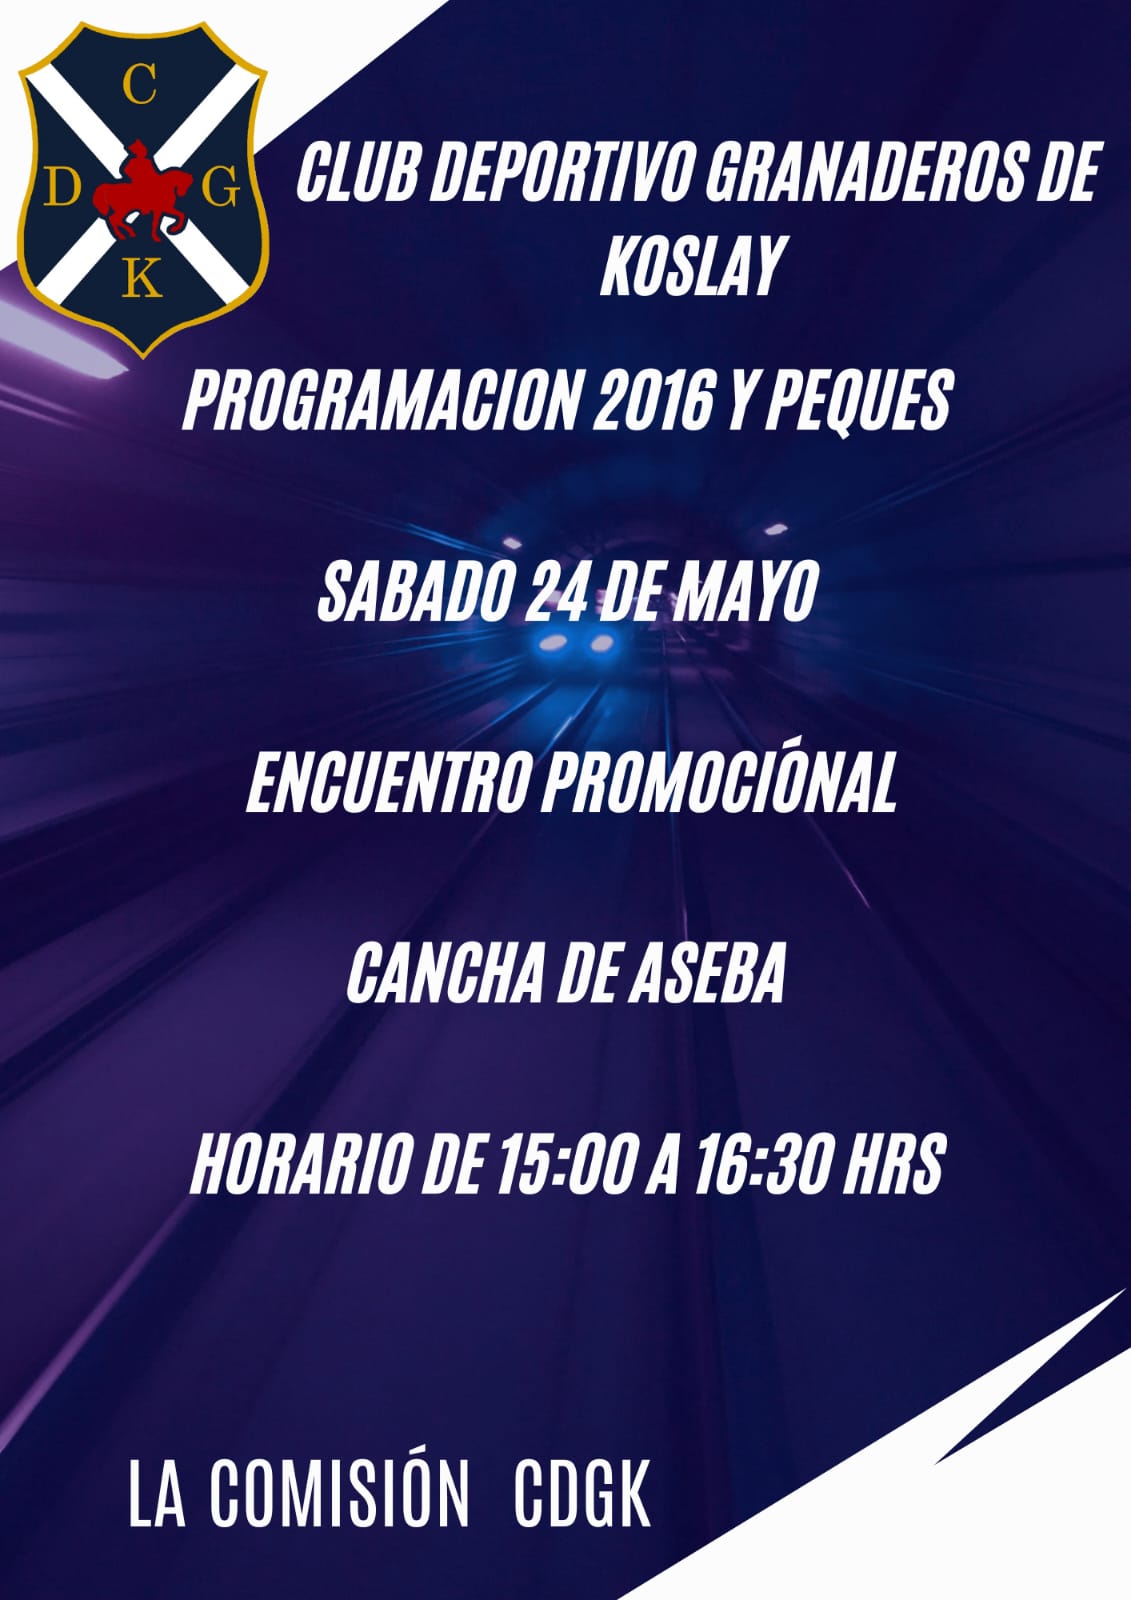 C
D G
K
CLUB DEPORTIVO GRANADEROS DE
KOSLAY
PROGRAMACION 2016 Y PEQUES
SABADO 24 DE MAYO
ENCUENTRO PROMOCIÓNAL
CANCHA DE ASEBA
HORARIO DE 15:00 A 16:30 HRS
LA COMISIÓN CDGK